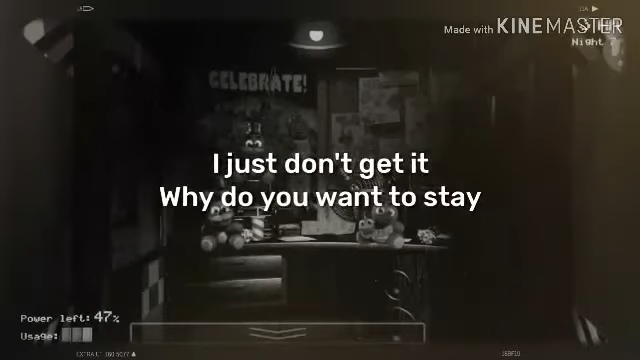 Made with KINEMASTER
Night
CELEBRATE!
I just don't get it
Why do you want to stay
Power left: 47%
Usage: